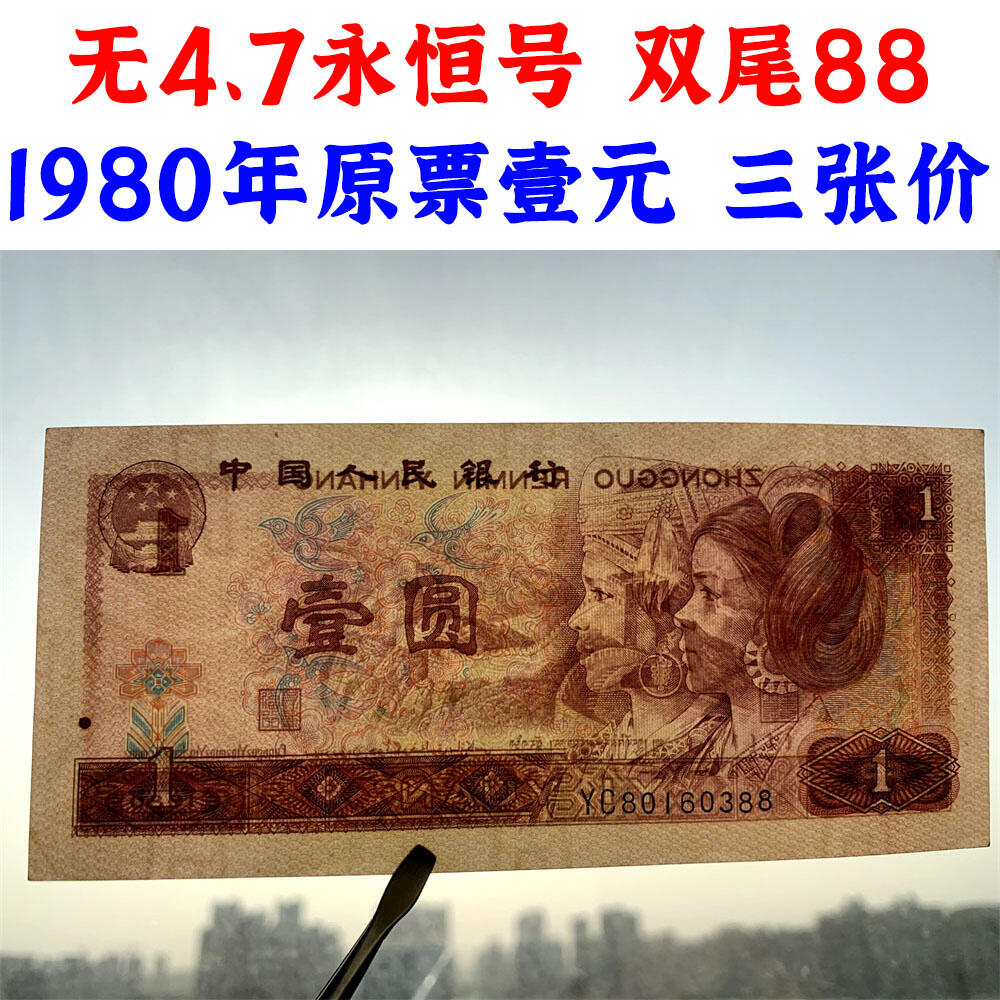 无4、7永恒号 双尾88
1980年原票壹元 三张价
中国人民银行
ZHONGGUO RENMIN YINHANG
1
壹圆
YC80160388
1
1